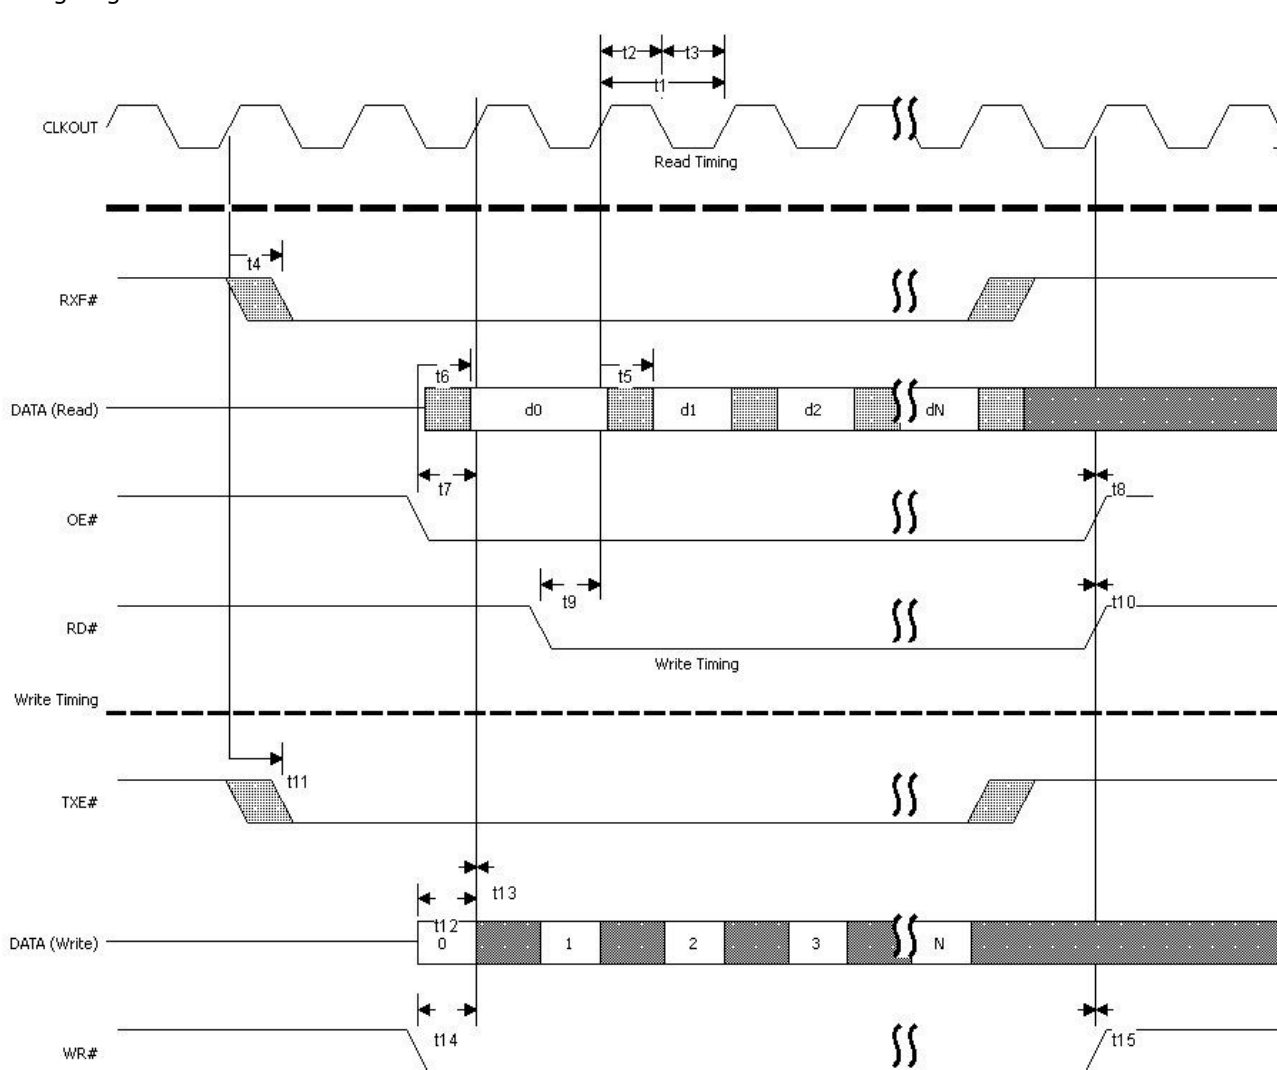 t2 t3
t1
CLKOUT
Read Timing
t4
RXF#
t6 t5
DATA (Read) d0 d1 d2 dN
t7 t8
OE#
t9 t10
RD#
Write Timing
Write Timing
t11
TXE#
t13
t12
DATA (Write) 0 1 2 3 N
t14 t15
WR#